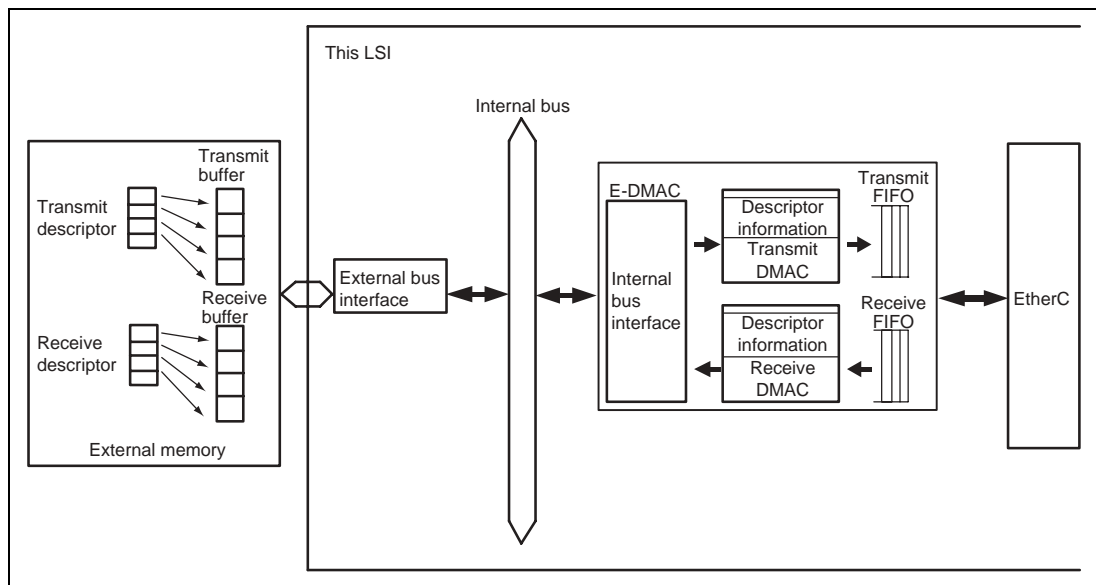 This LSI
Internal bus
Transmit
buffer
Transmit
descriptor
Receive
buffer
Receive
descriptor
External memory
External bus
interface
E-DMAC
Internal
bus
interface
Descriptor
information
Transmit
DMAC
Transmit
FIFO
Descriptor
information
Receive
DMAC
Receive
FIFO
EtherC